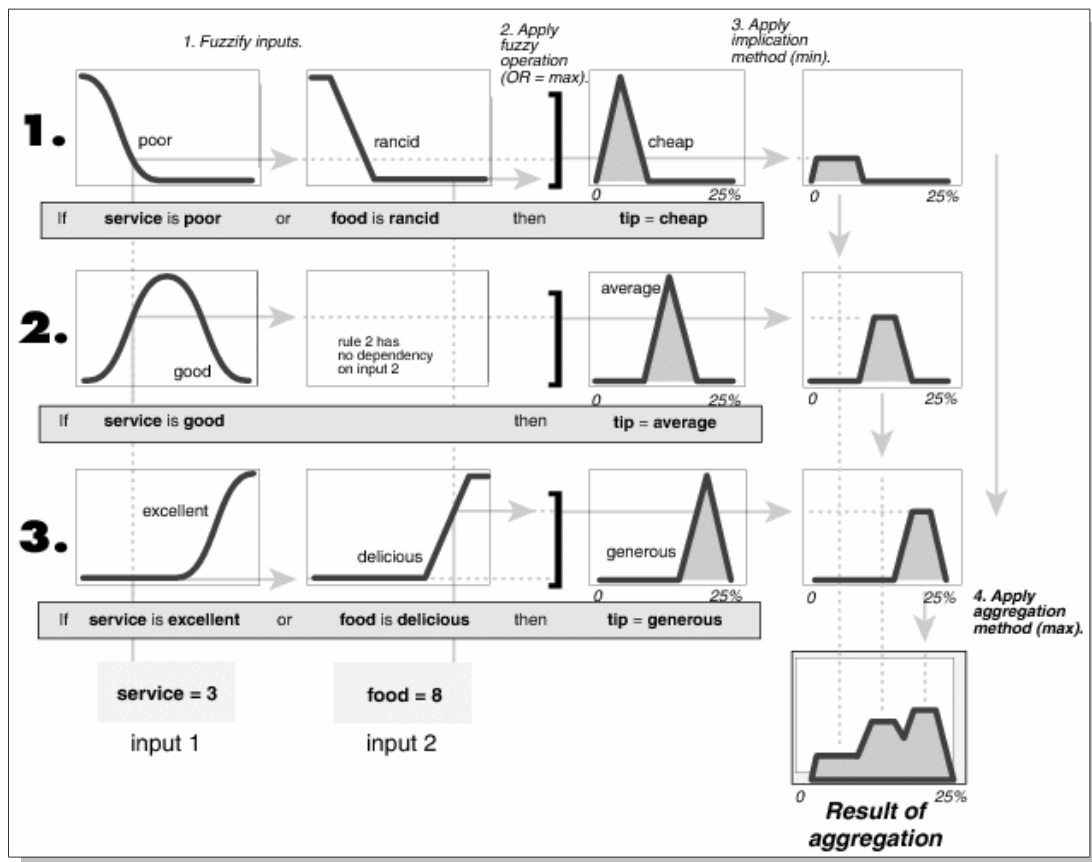 1. Fuzzify inputs.
2. Apply
fuzzy
operation
(OR = max).
3. Apply
implication
method (min).
1.
poor
rancid
cheap
0 25%
0 25%
If service is poor or food is rancid then tip = cheap
2.
good
rule 2 has
no dependency
on input 2
average
0 25%
0 25%
If service is good then tip = average
3.
excellent
delicious
generous
0 25%
25%
If service is excellent or food is delicious then tip = generous
4. Apply
aggregation
method (max).
service = 3
food = 8
input 1
input 2
0 25%
Result of
aggregation